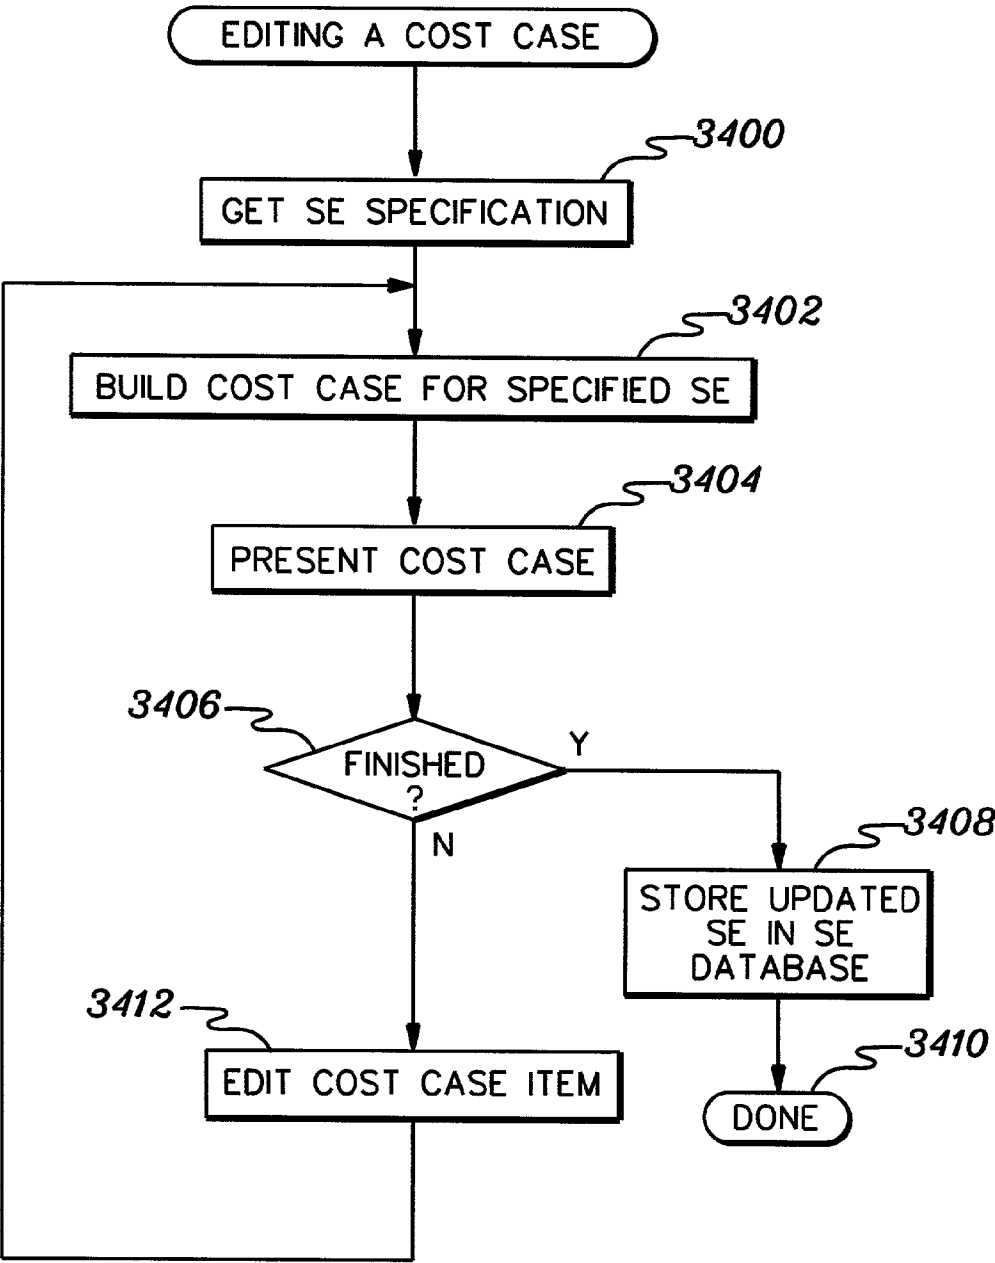 EDITING A COST CASE
3400
GET SE SPECIFICATION
3402
BUILD COST CASE FOR SPECIFIED SE
3404
PRESENT COST CASE
3406
FINISHED
?
Y
N
3408
STORE UPDATED
SE IN SE
DATABASE
3412
EDIT COST CASE ITEM
3410
DONE